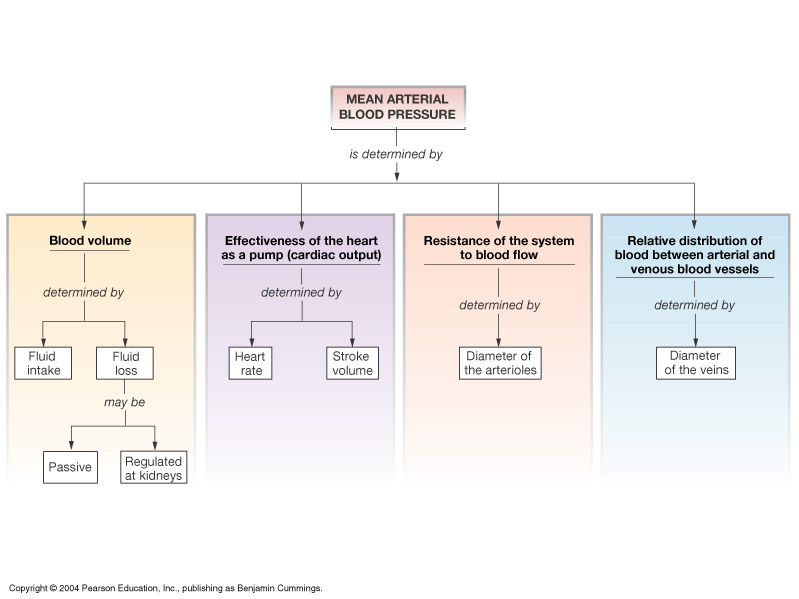 MEAN ARTERIAL
BLOOD PRESSURE
is determined by
Blood volume
determined by
Fluid
intake
Fluid
loss
may be
Passive
Regulated
at kidneys
Effectiveness of the heart
as a pump (cardiac output)
determined by
Heart
rate
Stroke
volume
Resistance of the system
to blood flow
determined by
Diameter of
the arterioles
Relative distribution of
blood between arterial and
venous blood vessels
determined by
Diameter
of the veins
Copyright © 2004 Pearson Education, Inc., publishing as Benjamin Cummings.